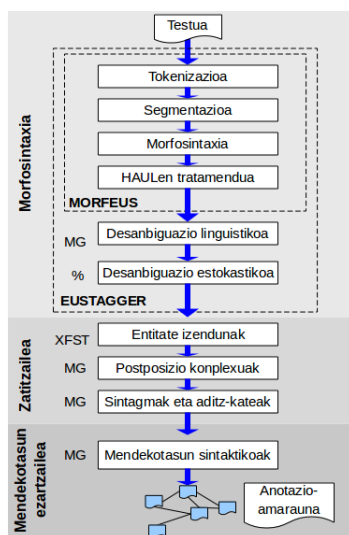 Testua
Morfosintaxia
Tokenizazioa
Segmentazioa
Morfosintaxia
HAULen tratamendua
MORFEUS
MG
Desanbiguazio linguistikoa
%
Desanbiguazio estokastikoa
EUSTAGGER
Zatitzailea
XFST
Entitate izendunak
MG
Postposizio konplexuak
MG
Sintagmak eta aditz-kateak
Mendekotasun
ezartzailea
MG
Mendekotasun sintaktikoak
Anotazio-
amarauna